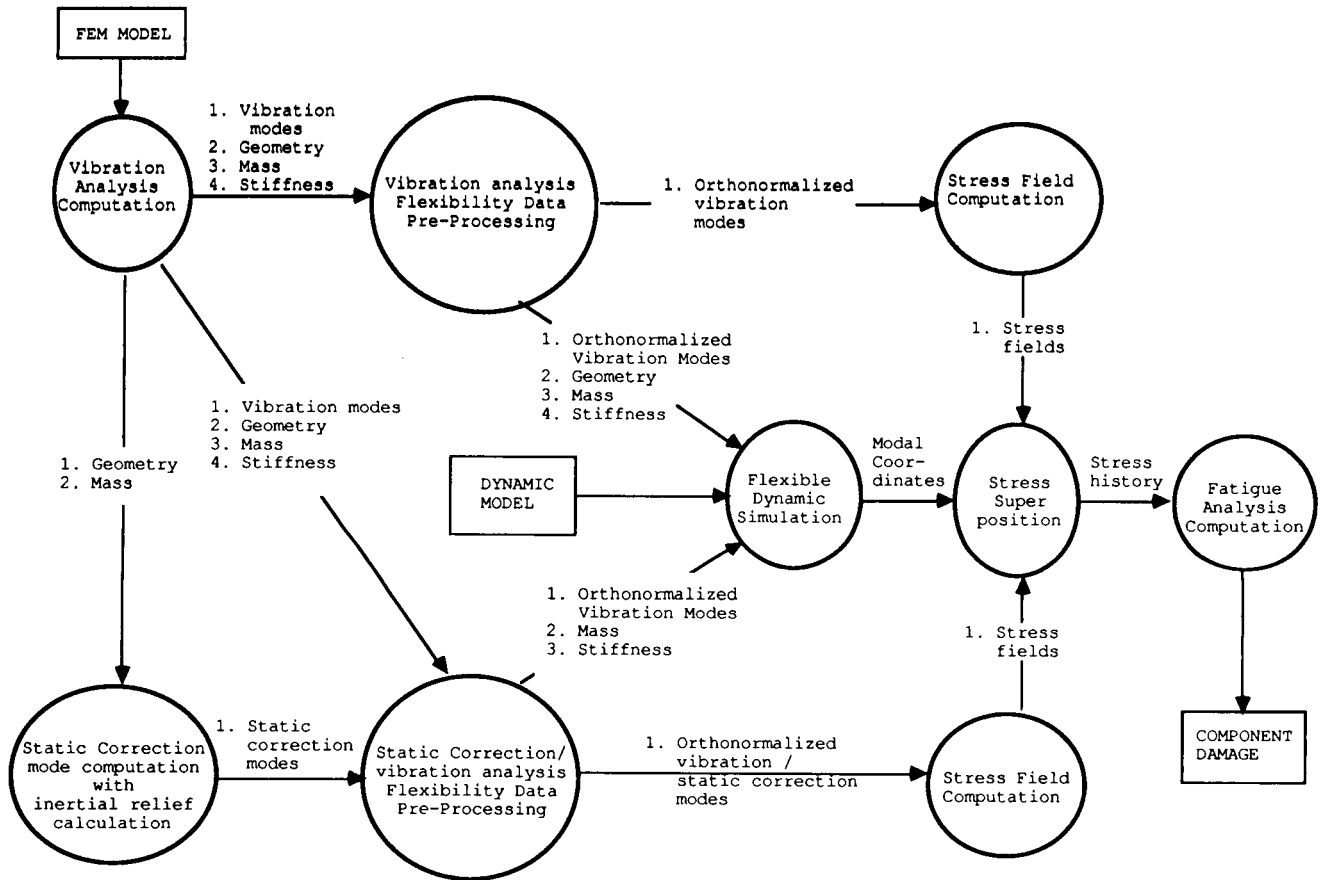 FEM MODEL
Vibration
Analysis
Computation
1. Vibration
modes
2. Geometry
3. Mass
4. Stiffness
Vibration analysis
Flexibility Data
Pre-Processing
1. Orthonormalized
vibration
modes
Stress Field
Computation
1. Orthonormalized
Vibration Modes
2. Geometry
3. Mass
4. Stiffness
1. Stress
fields
1. Vibration modes
2. Geometry
3. Mass
4. Stiffness
1. Geometry
2. Mass
DYNAMIC
MODEL
Flexible
Dynamic
Simulation
Modal
Coor-
dinates
Stress
Super
position
Stress
history
Fatigue
Analysis
Computation
1. Orthonormalized
Vibration Modes
2. Mass
3. Stiffness
1. Stress
fields
Static Correction
mode computation
with
inertial relief
calculation
1. Static
correction
modes
Static Correction/
vibration analysis
Flexibility Data
Pre-Processing
1. Orthonormalized
vibration /
static correction
modes
Stress Field
Computation
COMPONENT
DAMAGE